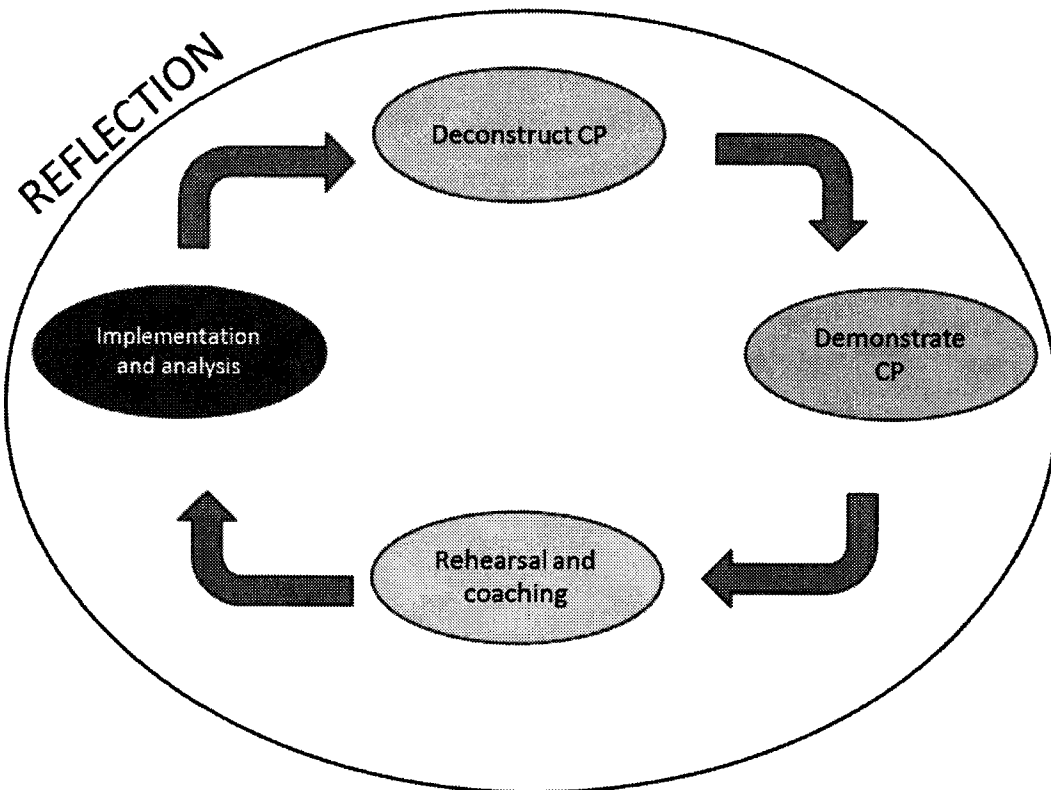 REFLECTION
Deconstruct CP
Demonstrate
CP
Rehearsal and
coaching
Implementation
and analysis